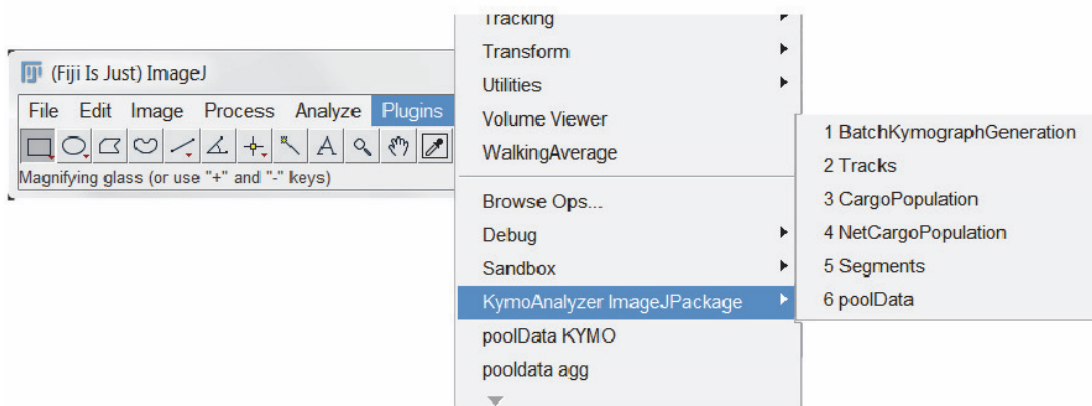 (Fiji Is Just) ImageJ
File Edit Image Process Analyze Plugins
A
Magnifying glass (or use "+" and "-" keys)
Tracking
Transform
Utilities
Volume Viewer
WalkingAverage
Browse Ops...
Debug
Sandbox
KymoAnalyzer ImageJPackage
poolData KYMO
pooldata agg
1 BatchKymographGeneration
2 Tracks
3 CargoPopulation
4 NetCargoPopulation
5 Segments
6 poolData